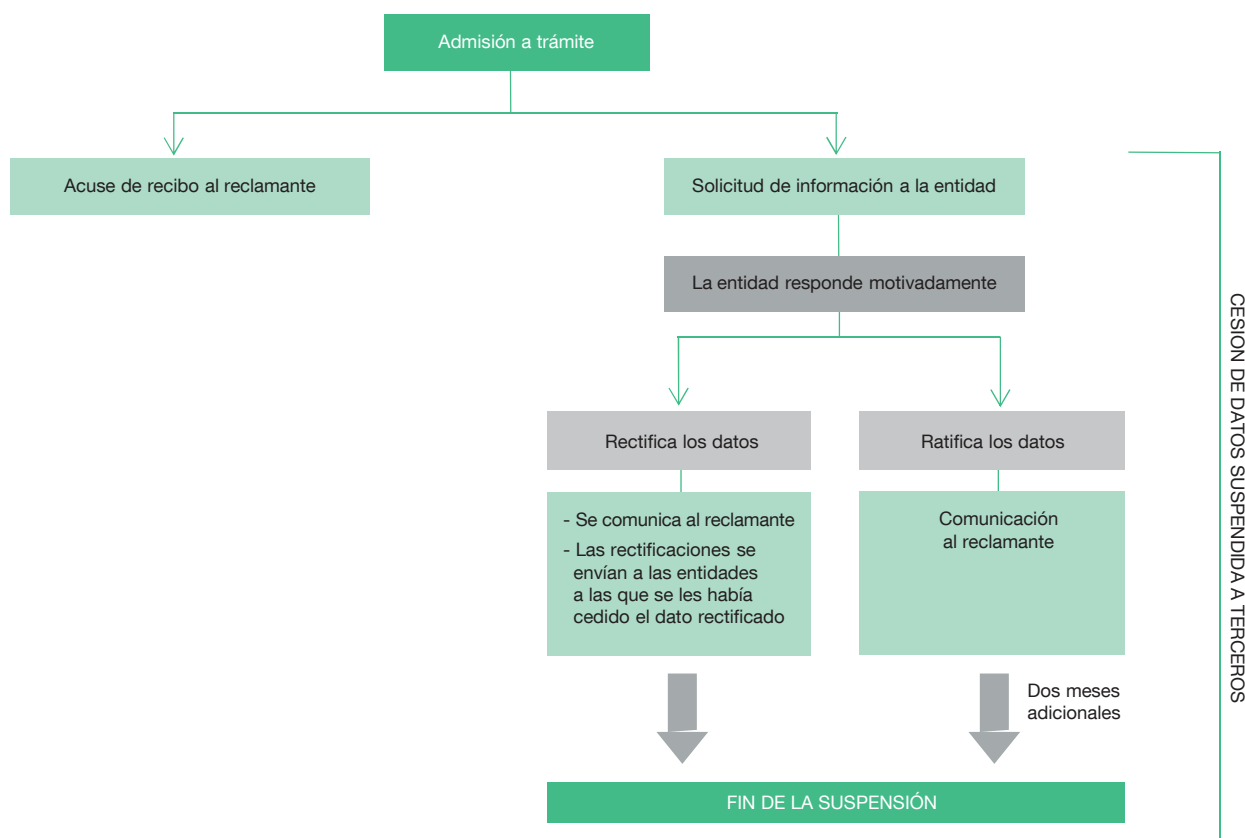 Admisión a trámite
Acuse de recibo al reclamante
Solicitud de información a la entidad
La entidad responde motivadamente
Rectifica los datos
Ratifica los datos
- Se comunica al reclamante
- Las rectificaciones se
envían a las entidades
a las que se les había
cedido el dato rectificado
Comunicación
al reclamante
Dos meses
adicionales
FIN DE LA SUSPENSIÓN
CESION DE DATOS SUSPENDIDA A TERCEROS